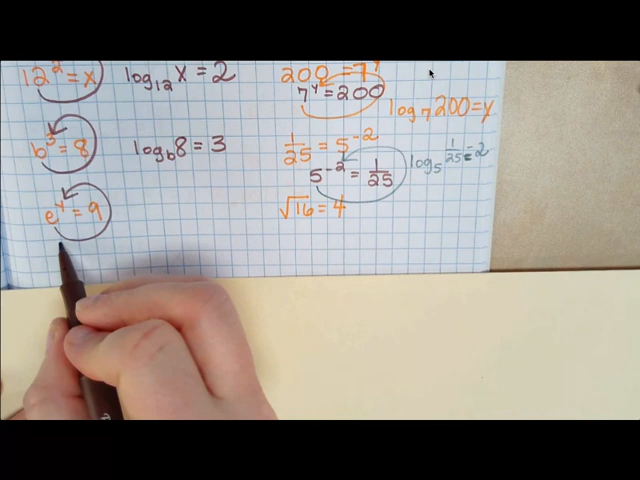 12² = x
log₁₂ x = 2
200 = 7ʸ
7ʸ = 200
log₇ 200 = y
b³ = 8
log_b 8 = 3
1/25 = 5⁻²
5⁻² = 1/25
log₅ 1/25 = -2
eʸ = 9
√16 = 4